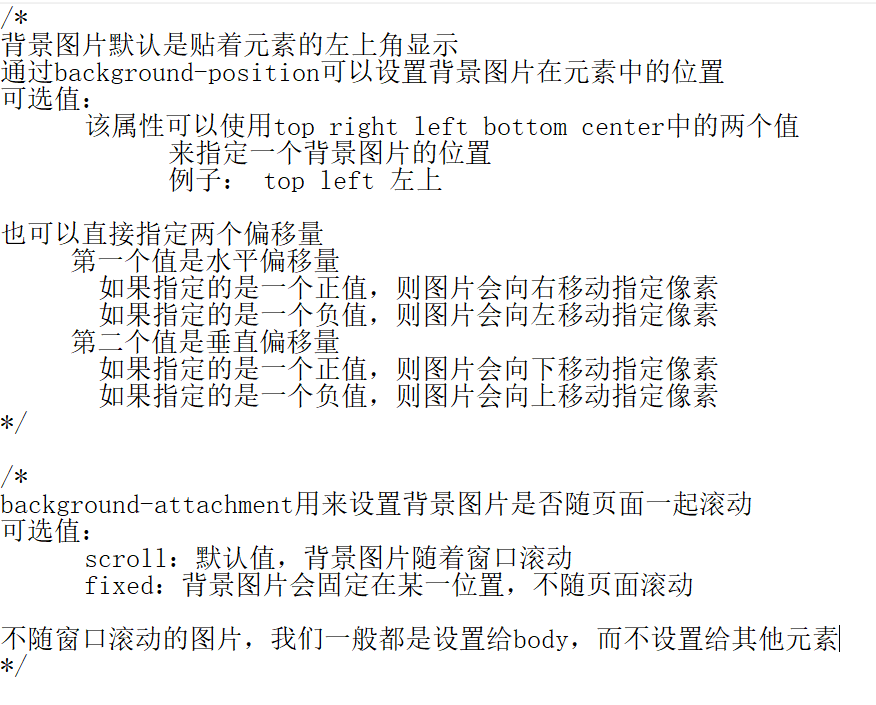 /*
背景图片默认是贴着元素的左上角显示
通过background-position可以设置背景图片在元素中的位置
可选值：
该属性可以使用top right left bottom center中的两个值
来指定一个背景图片的位置
例子： top left 左上
也可以直接指定两个偏移量
第一个值是水平偏移量
如果指定的是一个正值，则图片会向右移动指定像素
如果指定的是一个负值，则图片会向左移动指定像素
第二个值是垂直偏移量
如果指定的是一个正值，则图片会向下移动指定像素
如果指定的是一个负值，则图片会向上移动指定像素
*/
/*
background-attachment用来设置背景图片是否随页面一起滚动
可选值：
scroll：默认值，背景图片随着窗口滚动
fixed：背景图片会固定在某一位置，不随页面滚动
不随窗口滚动的图片，我们一般都是设置给body，而不设置给其他元素
*/